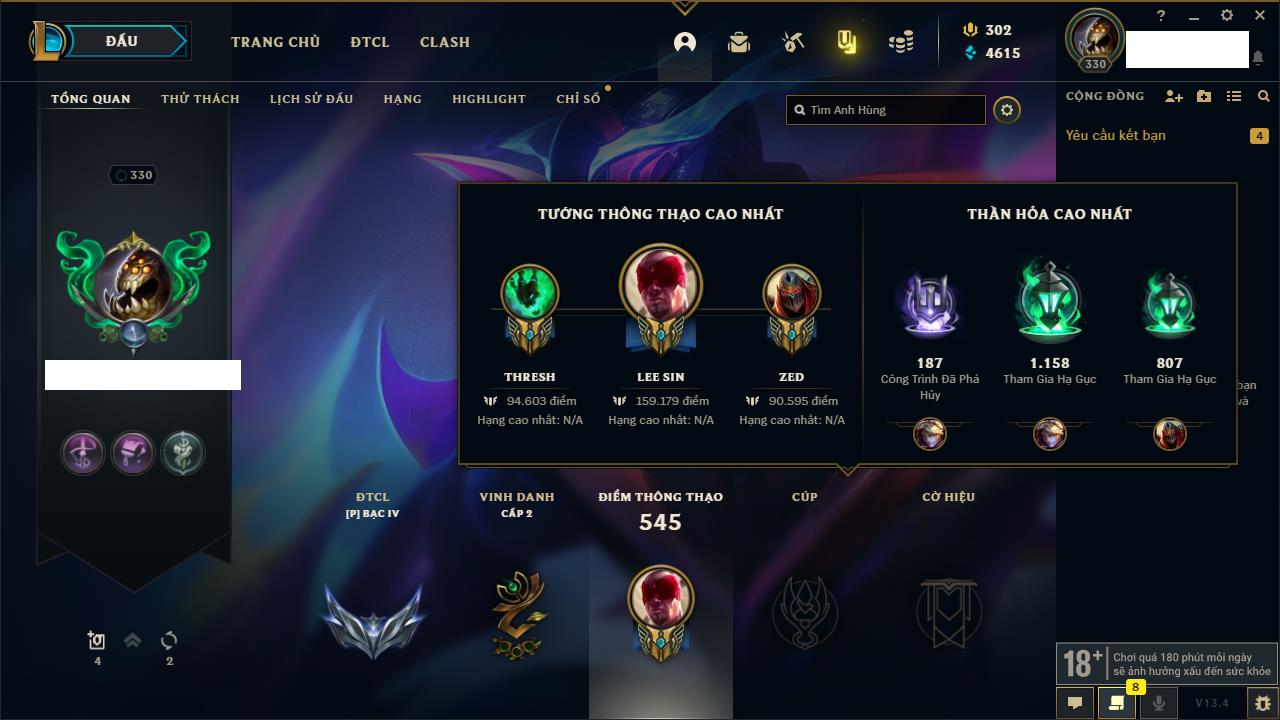 ĐẤU
TRANG CHỦ
ĐTCL
CLASH
302
4615
?
330
TỔNG QUAN
THỬ THÁCH
LỊCH SỬ ĐẤU
HẠNG
HIGHLIGHT
CHỈ SỐ
Tìm Anh Hùng
CỘNG ĐỒNG
Yêu cầu kết bạn
4
330
TƯỚNG THÔNG THẠO CAO NHẤT
THRESH
94.603 điểm
Hạng cao nhất: N/A
LEE SIN
159.179 điểm
Hạng cao nhất: N/A
ZED
90.595 điểm
Hạng cao nhất: N/A
THẦN HỎA CAO NHẤT
187
Công Trình Đã Phá
Hủy
1.158
Tham Gia Hạ Gục
807
Tham Gia Hạ Gục
bạn
và
ĐTCL
[P] BẠC IV
VINH DANH
CẤP 2
ĐIỂM THÔNG THẠO
545
CÚP
CỜ HIỆU
4
2
18+
Chơi quá 180 phút mỗi ngày
sẽ ảnh hưởng xấu đến sức khỏe
8
V13.4